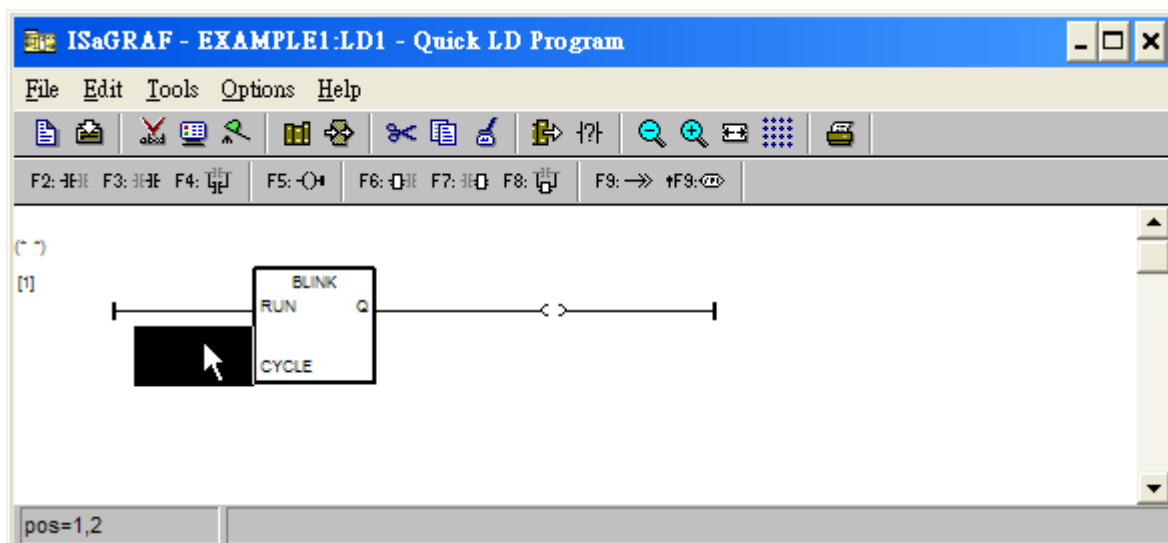 ISaGRAF - EXAMPLE1:LD1 - Quick LD Program
File Edit Tools Options Help
F2: F3: F4: F5: F6: F7: F8: F9: ↑F9:
(* *)
[1]
BLINK
RUN Q
CYCLE
pos=1,2